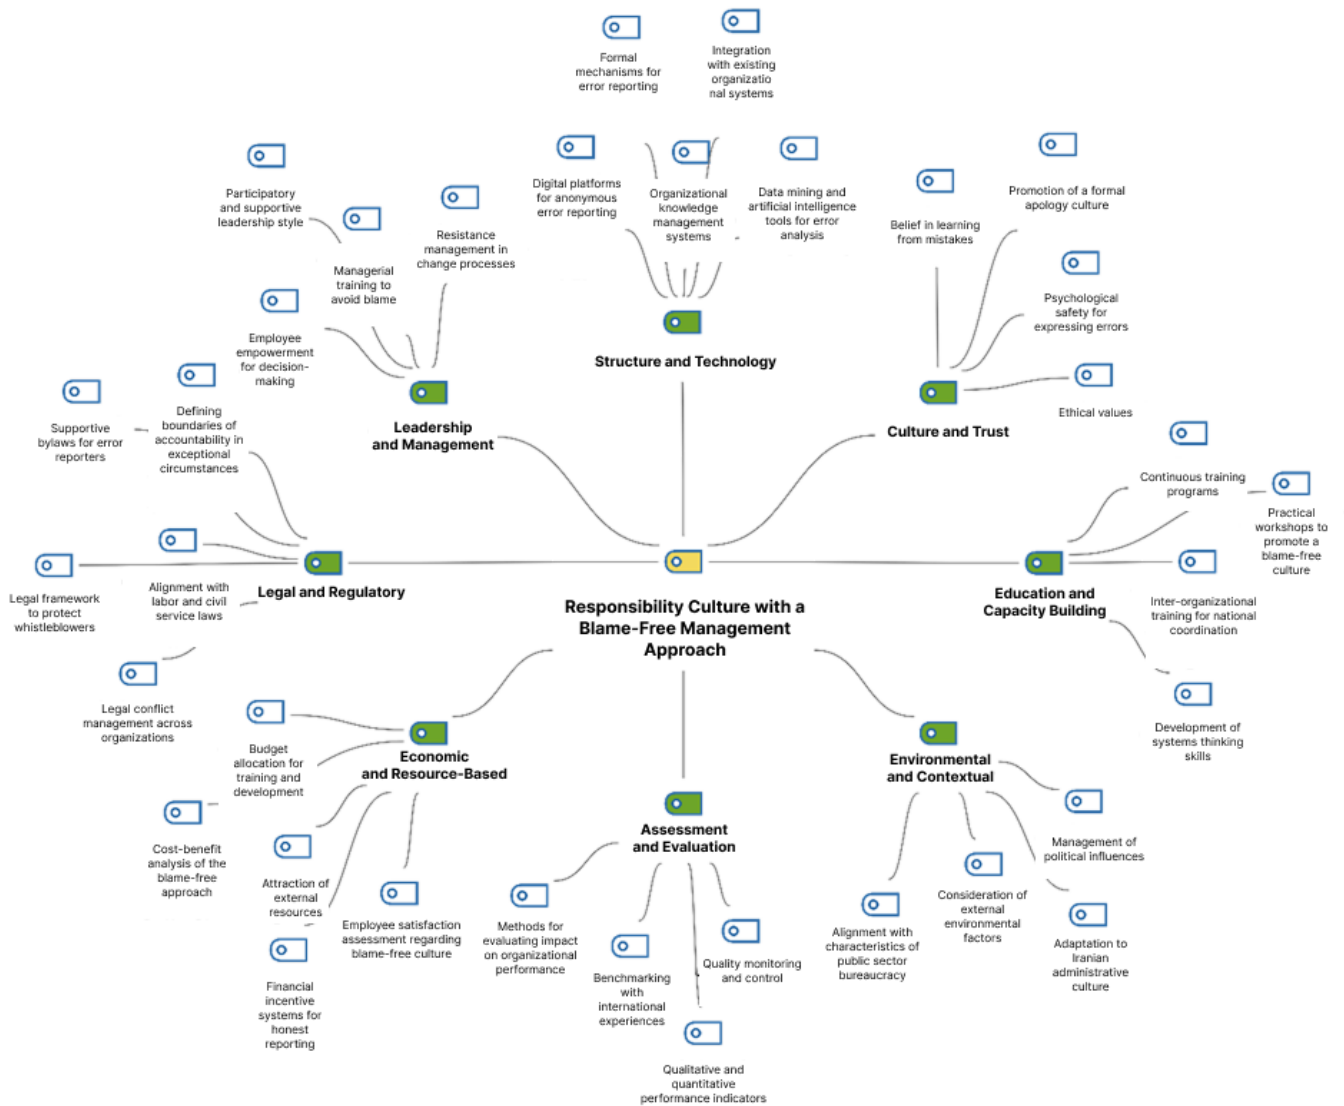 Formal
mechanisms for
error reporting
Integration
with existing
organizatio
nal systems
Digital platforms
for anonymous
error reporting
Organizational
knowledge
management
systems
Data mining and
artificial intelligence
tools for error
analysis
Structure and Technology
Participatory
and supportive
leadership style
Managerial
training to
avoid blame
Resistance
management in
change processes
Employee
empowerment
for decision-
making
Leadership
and Management
Belief in learning
from mistakes
Promotion of a formal
apology culture
Psychological
safety for
expressing errors
Ethical values
Culture and Trust
Supportive
bylaws for error
reporters
Defining
boundaries of
accountability in
exceptional
circumstances
Legal framework
to protect
whistleblowers
Alignment with
labor and civil
service laws
Legal conflict
management across
organizations
Legal and Regulatory
Responsibility Culture with a
Blame-Free Management
Approach
Continuous training
programs
Practical
workshops to
promote a
blame-free
culture
Inter-organizational
training for national
coordination
Development of
systems thinking
skills
Education and
Capacity Building
Economic
and Resource-Based
Budget
allocation for
training and
development
Cost-benefit
analysis of the
blame-free
approach
Attraction of
external
resources
Financial
incentive
systems for
honest
reporting
Employee satisfaction
assessment regarding
blame-free culture
Assessment
and Evaluation
Methods for
evaluating impact
on organizational
performance
Benchmarking
with
international
experiences
Quality monitoring
and control
Qualitative and
quantitative
performance indicators
Environmental
and Contextual
Management of
political influences
Consideration of
external
environmental
factors
Alignment with
characteristics of
public sector
bureaucracy
Adaptation to
Iranian
administrative
culture